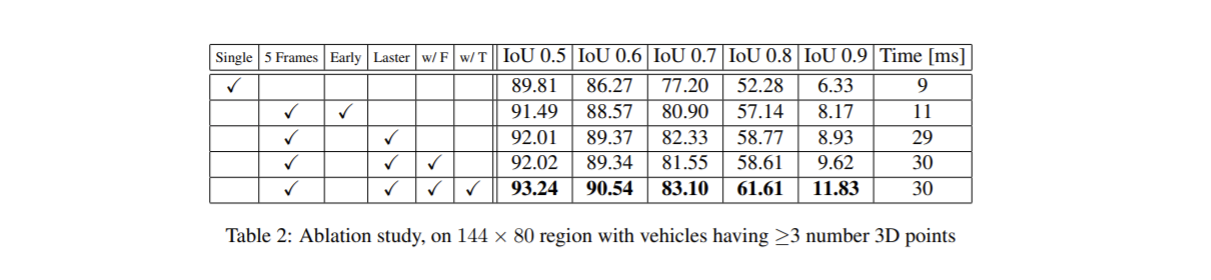 Single 5 Frames Early Laster w/ F w/ T IoU 0.5 IoU 0.6 IoU 0.7 IoU 0.8 IoU 0.9 Time [ms]
✓ 89.81 86.27 77.20 52.28 6.33 9
✓ ✓ 91.49 88.57 80.90 57.14 8.17 11
✓ ✓ 92.01 89.37 82.33 58.77 8.93 29
✓ ✓ ✓ 92.02 89.34 81.55 58.61 9.62 30
✓ ✓ ✓ ✓ 93.24 90.54 83.10 61.61 11.83 30
Table 2: Ablation study, on 144 × 80 region with vehicles having ≥3 number 3D points